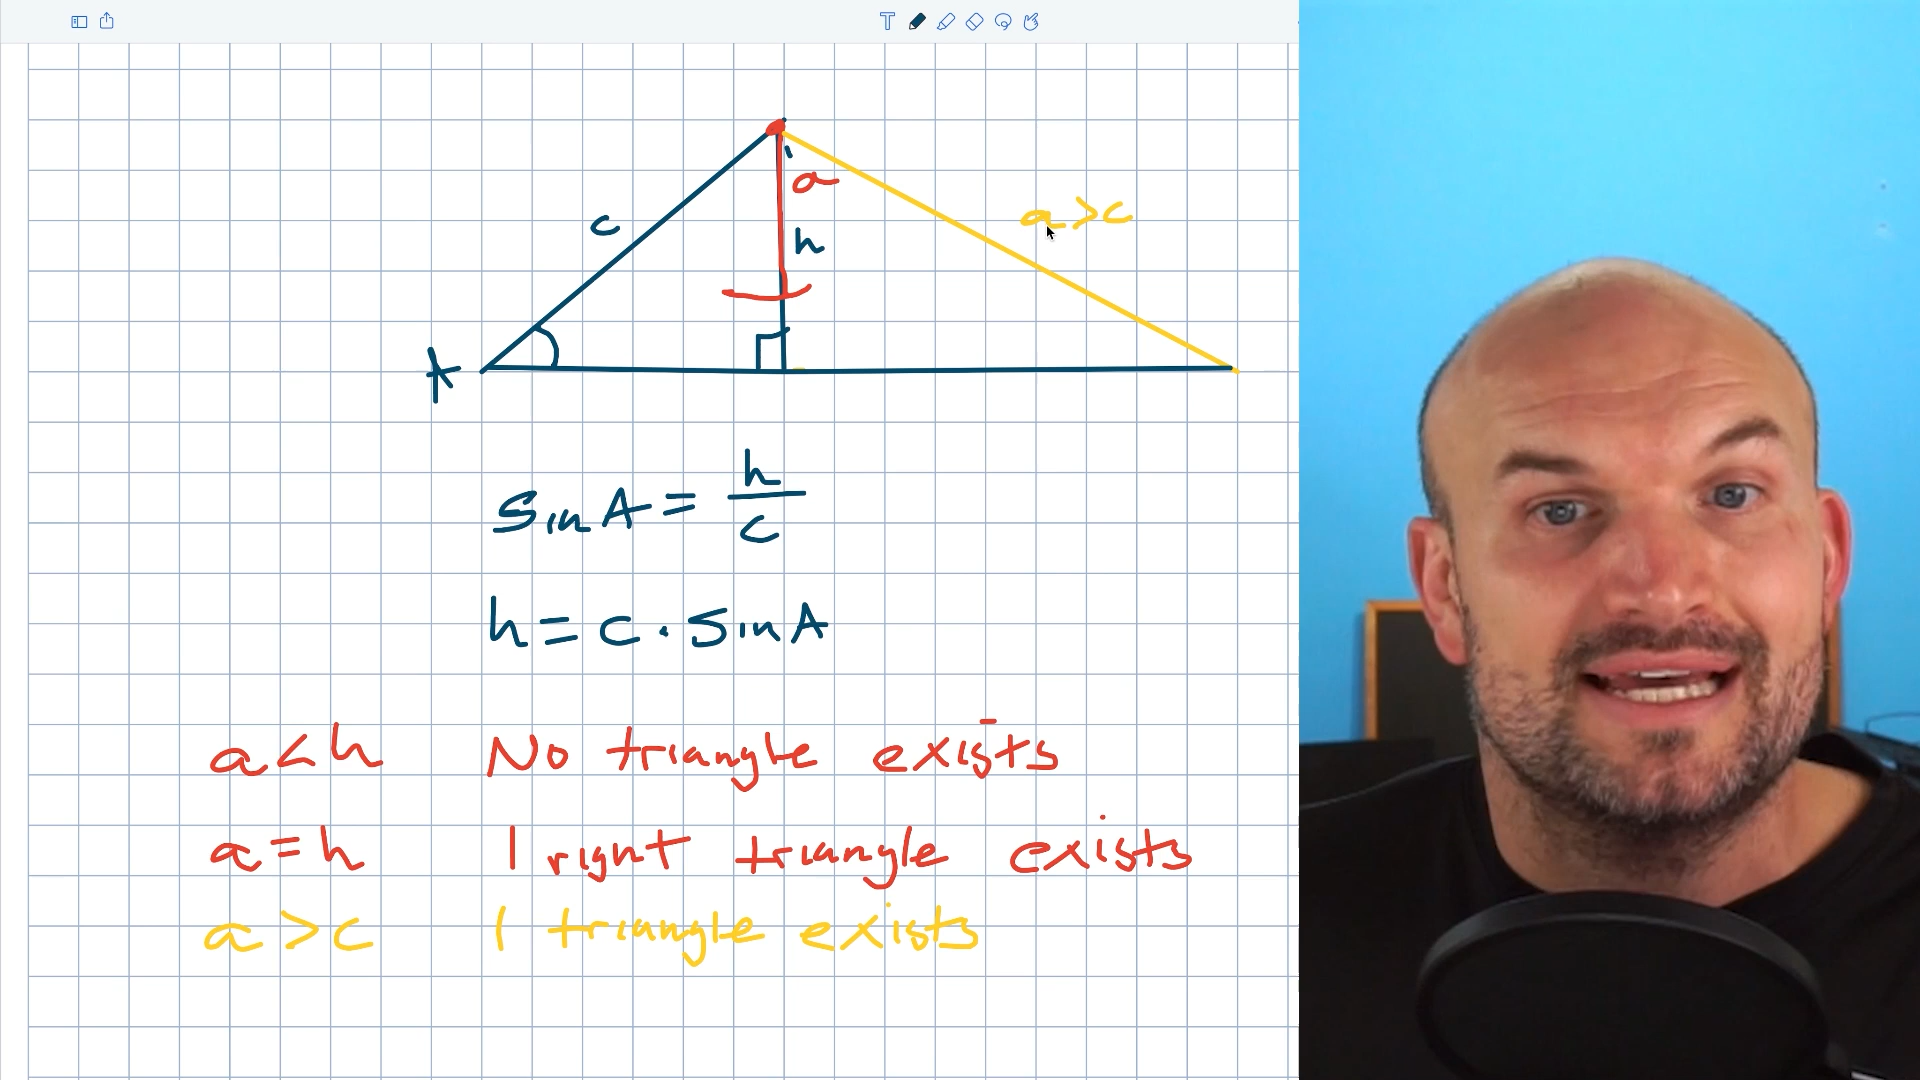 a
c
h
a>c
A
sin A = h/c
h = c · sin A
a < h No triangle exists
a = h 1 right triangle exists
a > c 1 triangle exists